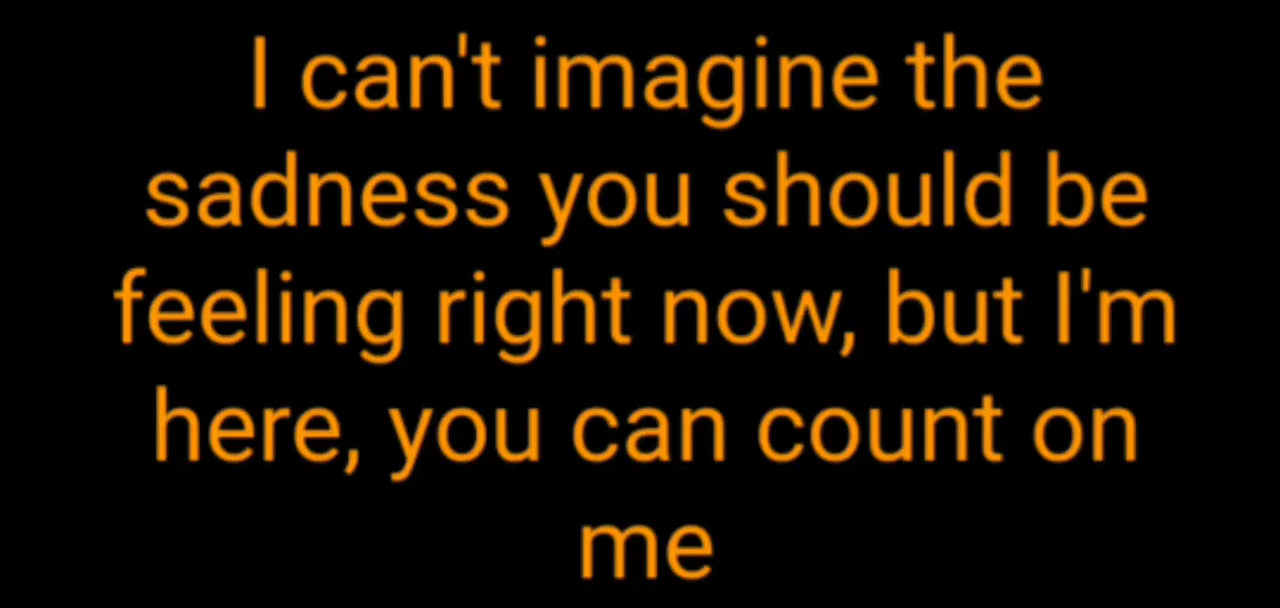 I can't imagine the
sadness you should be
feeling right now, but I'm
here, you can count on
me